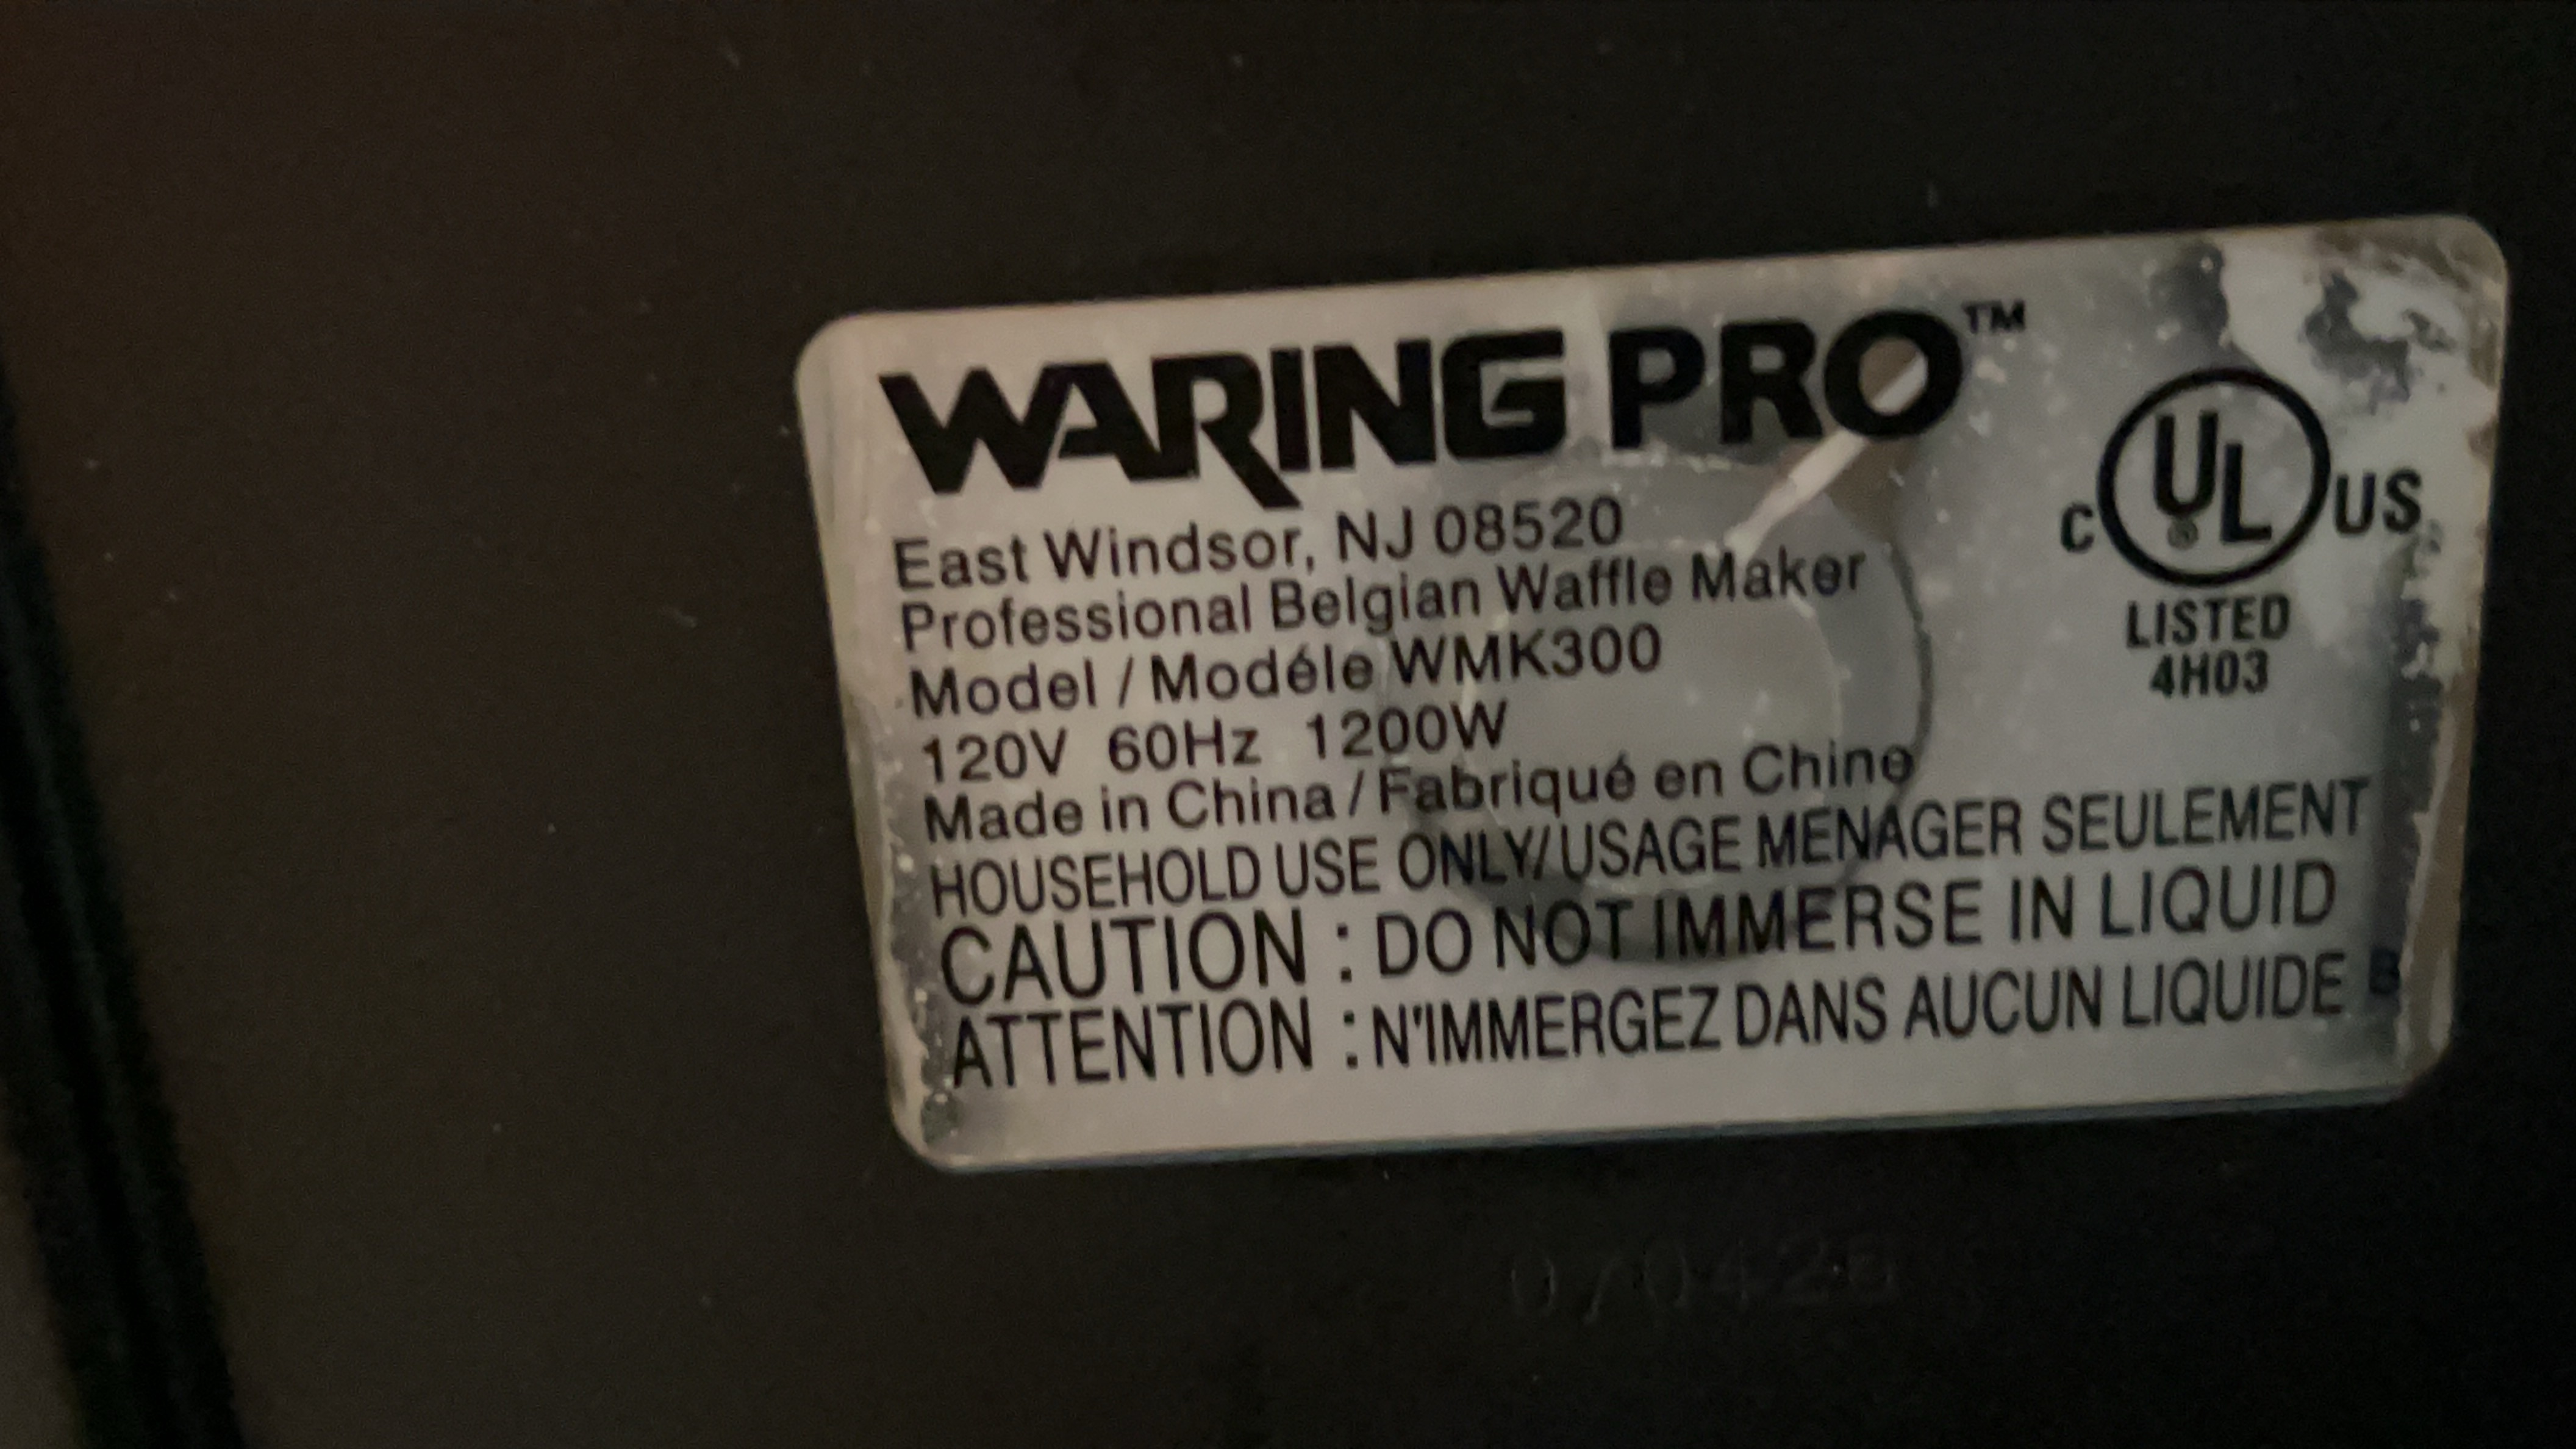 WARING PRO™
East Windsor, NJ 08520
Professional Belgian Waffle Maker
Model / Modéle WMK300
120V 60Hz 1200W
Made in China / Fabriqué en Chine
HOUSEHOLD USE ONLY/USAGE MENAGER SEULEMENT
CAUTION : DO NOT IMMERSE IN LIQUID
ATTENTION : N'IMMERGEZ DANS AUCUN LIQUIDE B
C UL® US
LISTED
4H03